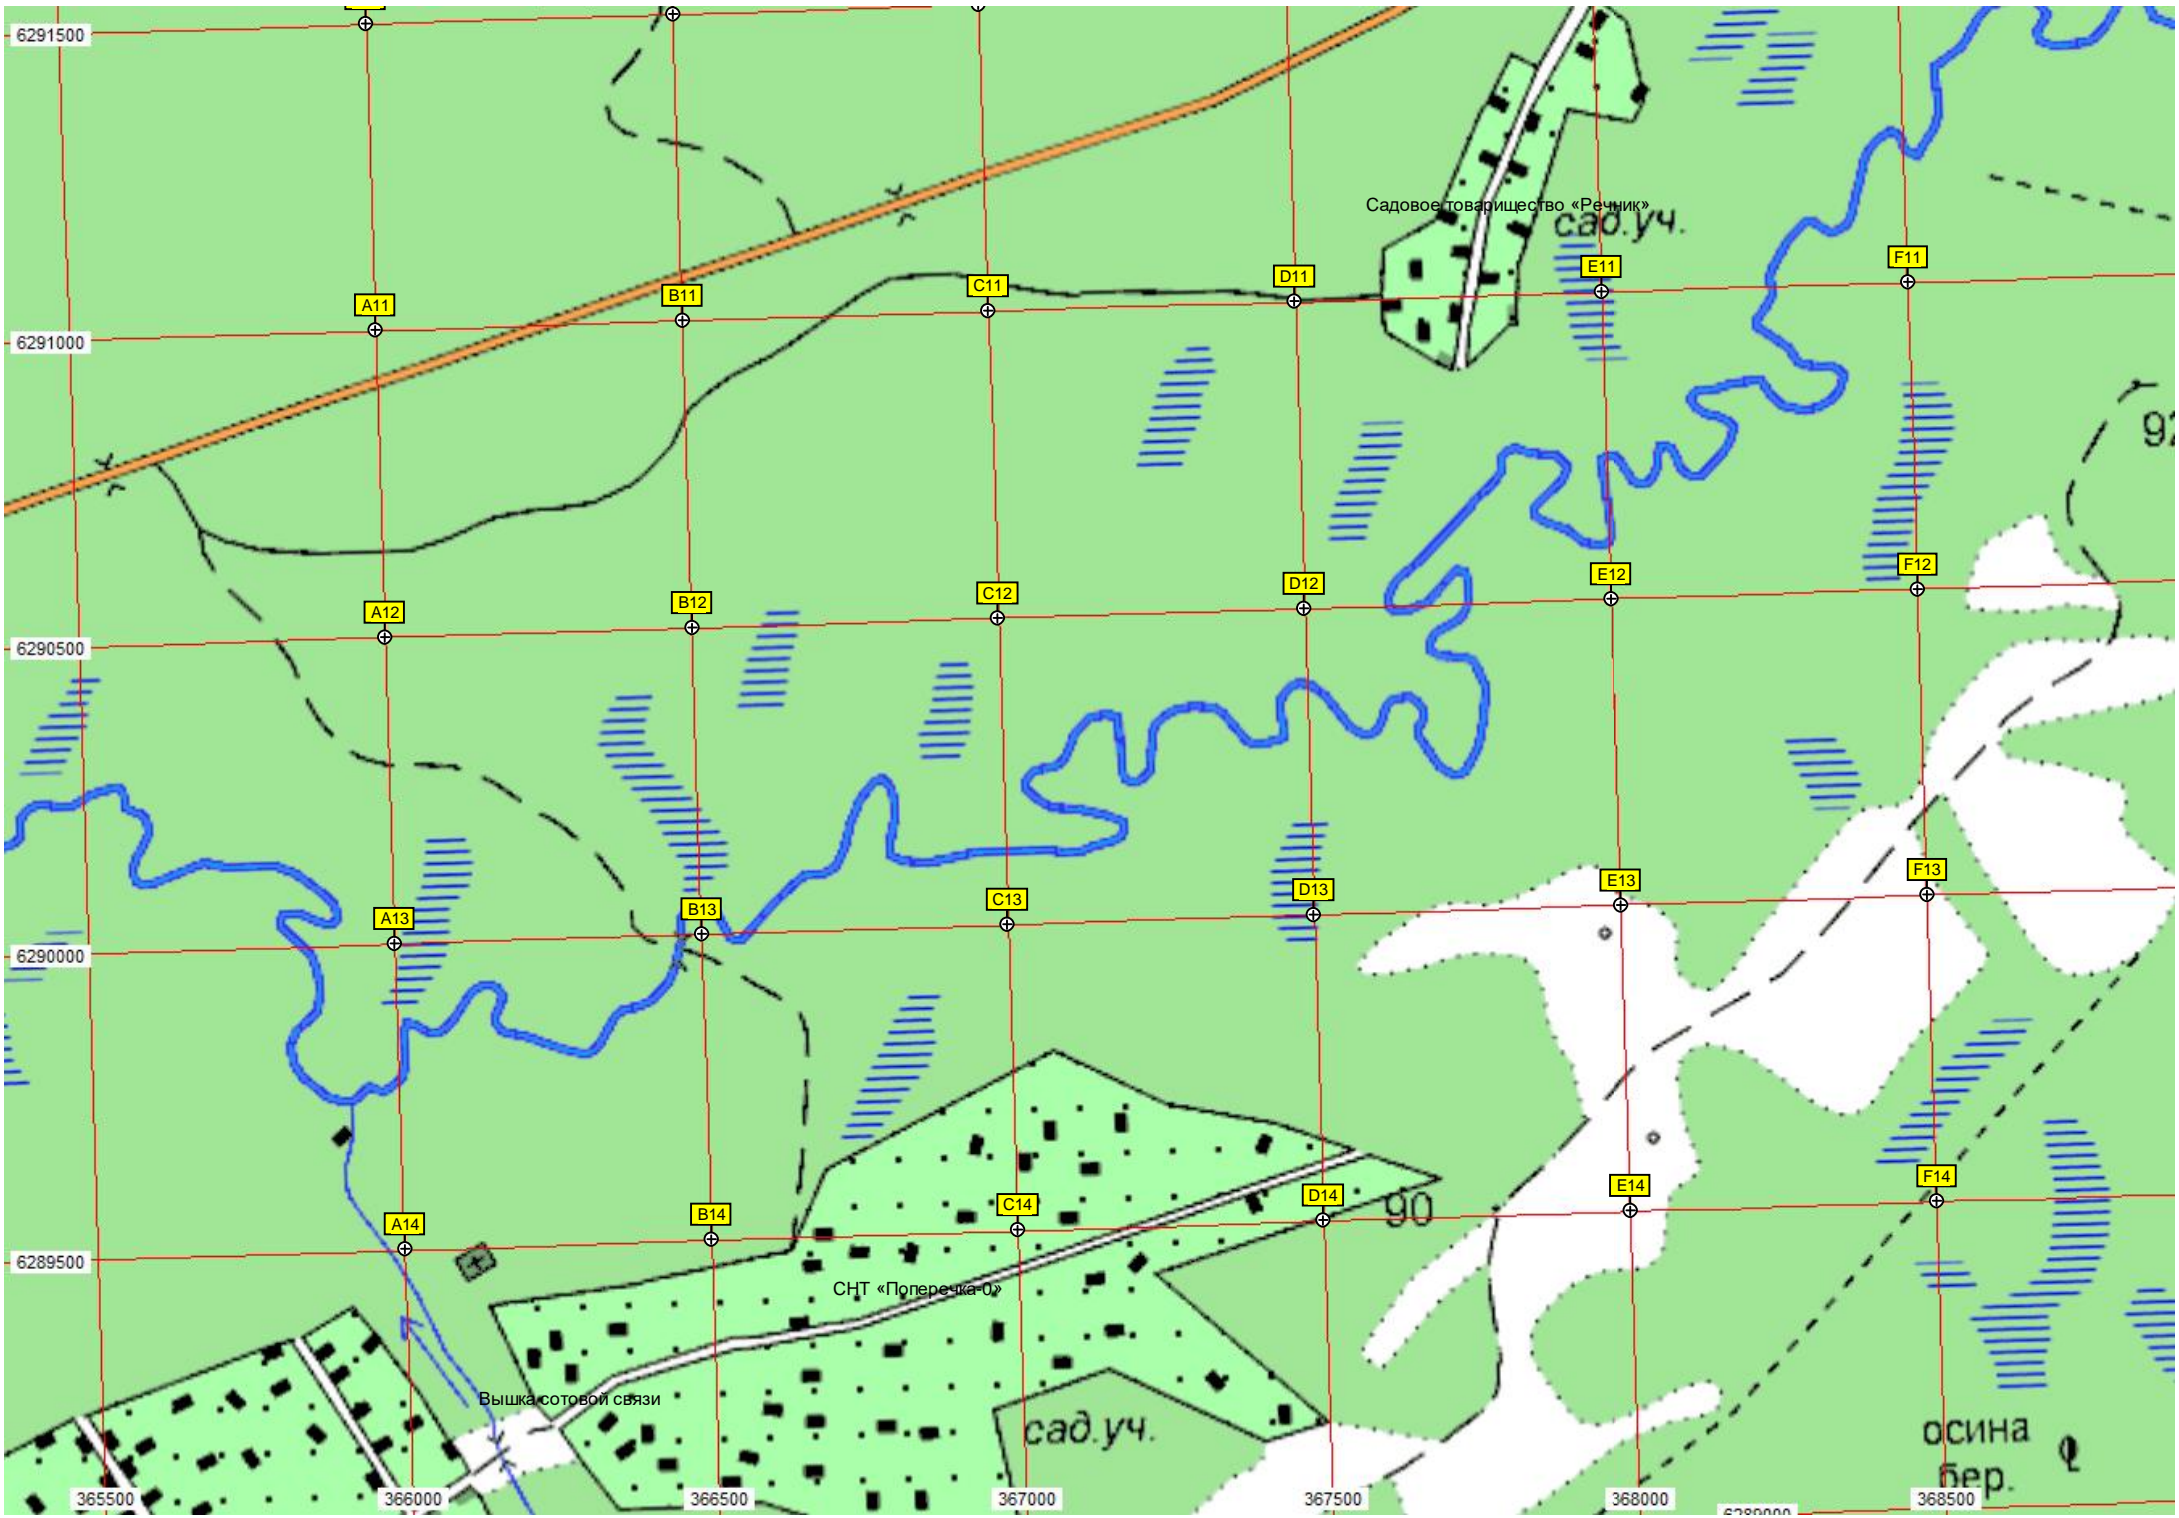 6291500
Садовое товарищество «Речник»
сад.уч.
A11
B11
C11
D11
E11
F11
6291000
92
A12
B12
C12
D12
E12
F12
6290500
A13
B13
C13
D13
E13
F13
6290000
A14
B14
C14
D14
E14
F14
90
6289500
СНТ «Поперечка-0»
Вышка сотовой связи
сад.уч.
осина
бер.
365500
366000
366500
367000
367500
368000
368500
6289000